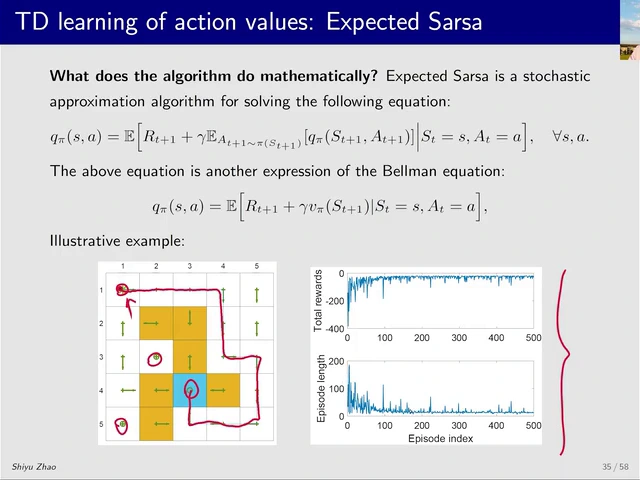 TD learning of action values: Expected Sarsa
What does the algorithm do mathematically? Expected Sarsa is a stochastic
approximation algorithm for solving the following equation:
qπ(s, a) = 𝔼[Rt+1 + γ𝔼At+1∼π(St+1)[qπ(St+1, At+1)]|St = s, At = a], ∀s, a.
The above equation is another expression of the Bellman equation:
qπ(s, a) = 𝔼[Rt+1 + γvπ(St+1)|St = s, At = a],
Illustrative example:
1 2 3 4 5
1
2
3
4
5
Total rewards
0
-200
-400
0 100 200 300 400 500
Episode length
200
100
0
0 100 200 300 400 500
Episode index
Shiyu Zhao
35 / 58